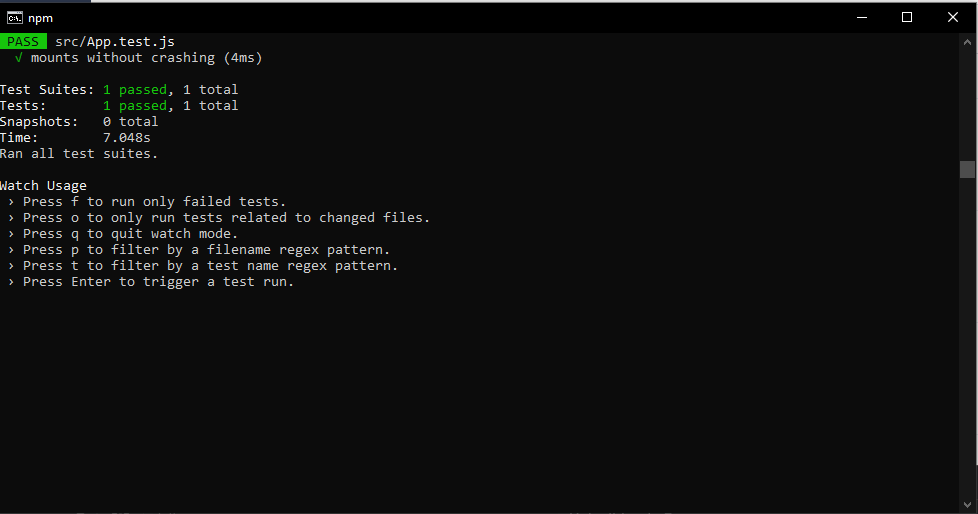 npm
PASS src/App.test.js
√ mounts without crashing (4ms)
Test Suites: 1 passed, 1 total
Tests: 1 passed, 1 total
Snapshots: 0 total
Time: 7.048s
Ran all test suites.
Watch Usage
› Press f to run only failed tests.
› Press o to only run tests related to changed files.
› Press q to quit watch mode.
› Press p to filter by a filename regex pattern.
› Press t to filter by a test name regex pattern.
› Press Enter to trigger a test run.